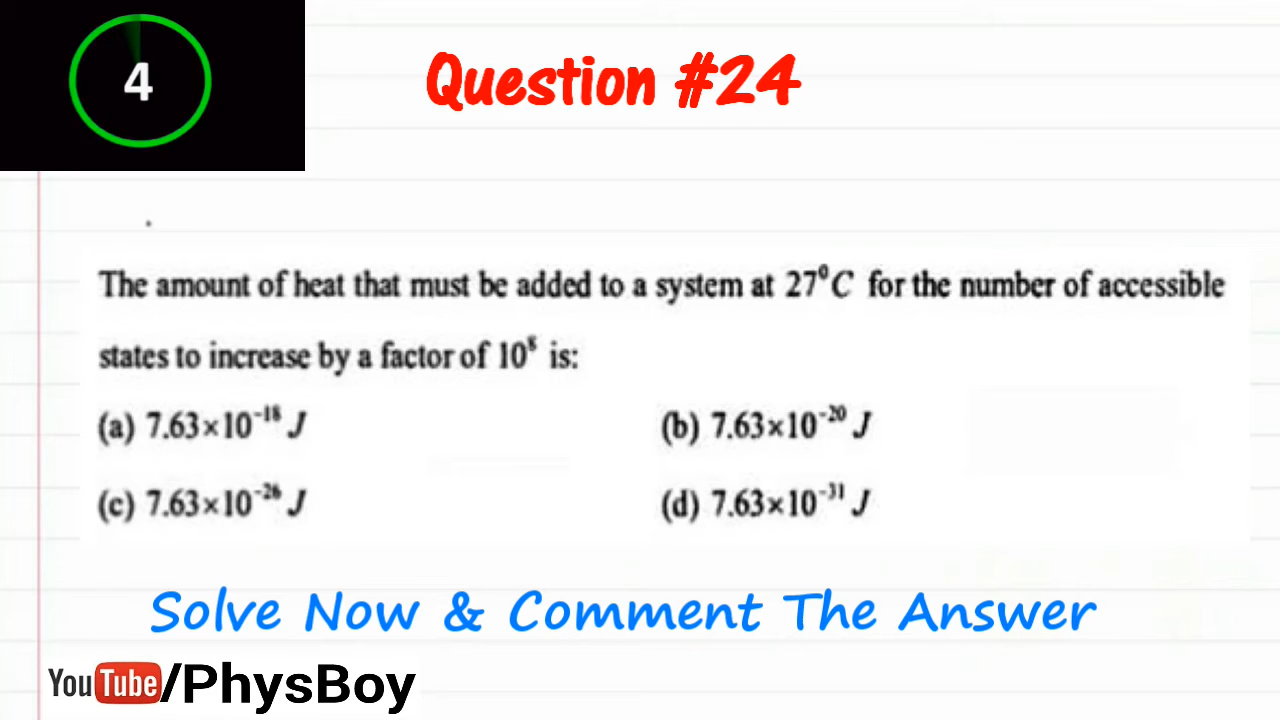 4
Question #24
The amount of heat that must be added to a system at 27⁰C for the number of accessible
states to increase by a factor of 10⁸ is:
(a) 7.63×10⁻¹⁸ J
(b) 7.63×10⁻²⁰ J
(c) 7.63×10⁻²⁶ J
(d) 7.63×10⁻³¹ J
Solve Now & Comment The Answer
YouTube/PhysBoy